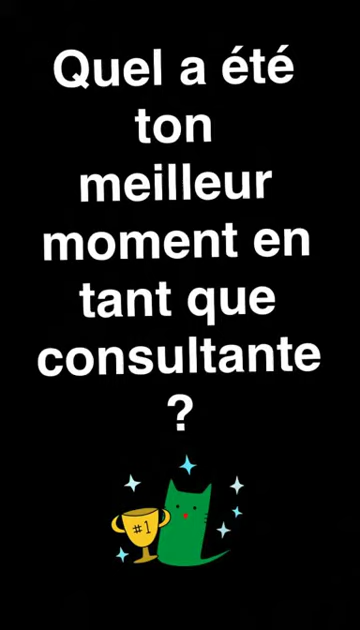 Quel a été
ton
meilleur
moment en
tant que
consultante
?
#1